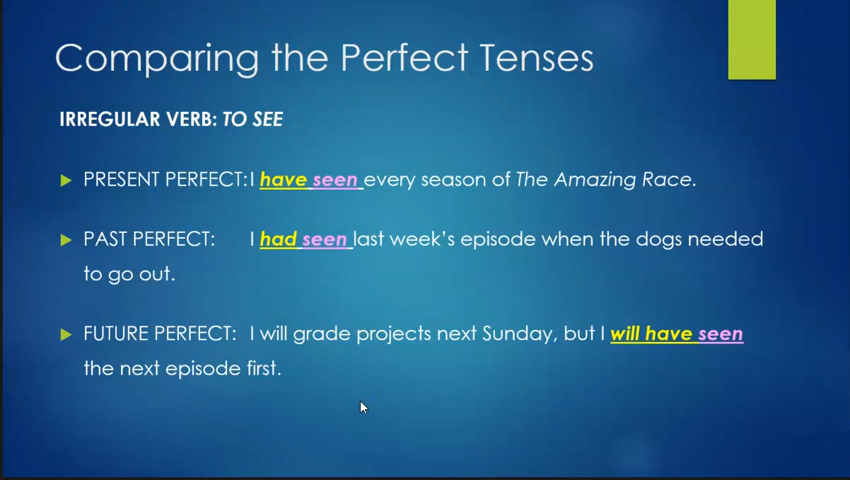 Comparing the Perfect Tenses
IRREGULAR VERB: TO SEE
PRESENT PERFECT: I have seen every season of The Amazing Race.
PAST PERFECT: I had seen last week's episode when the dogs needed
to go out.
FUTURE PERFECT: I will grade projects next Sunday, but I will have seen
the next episode first.